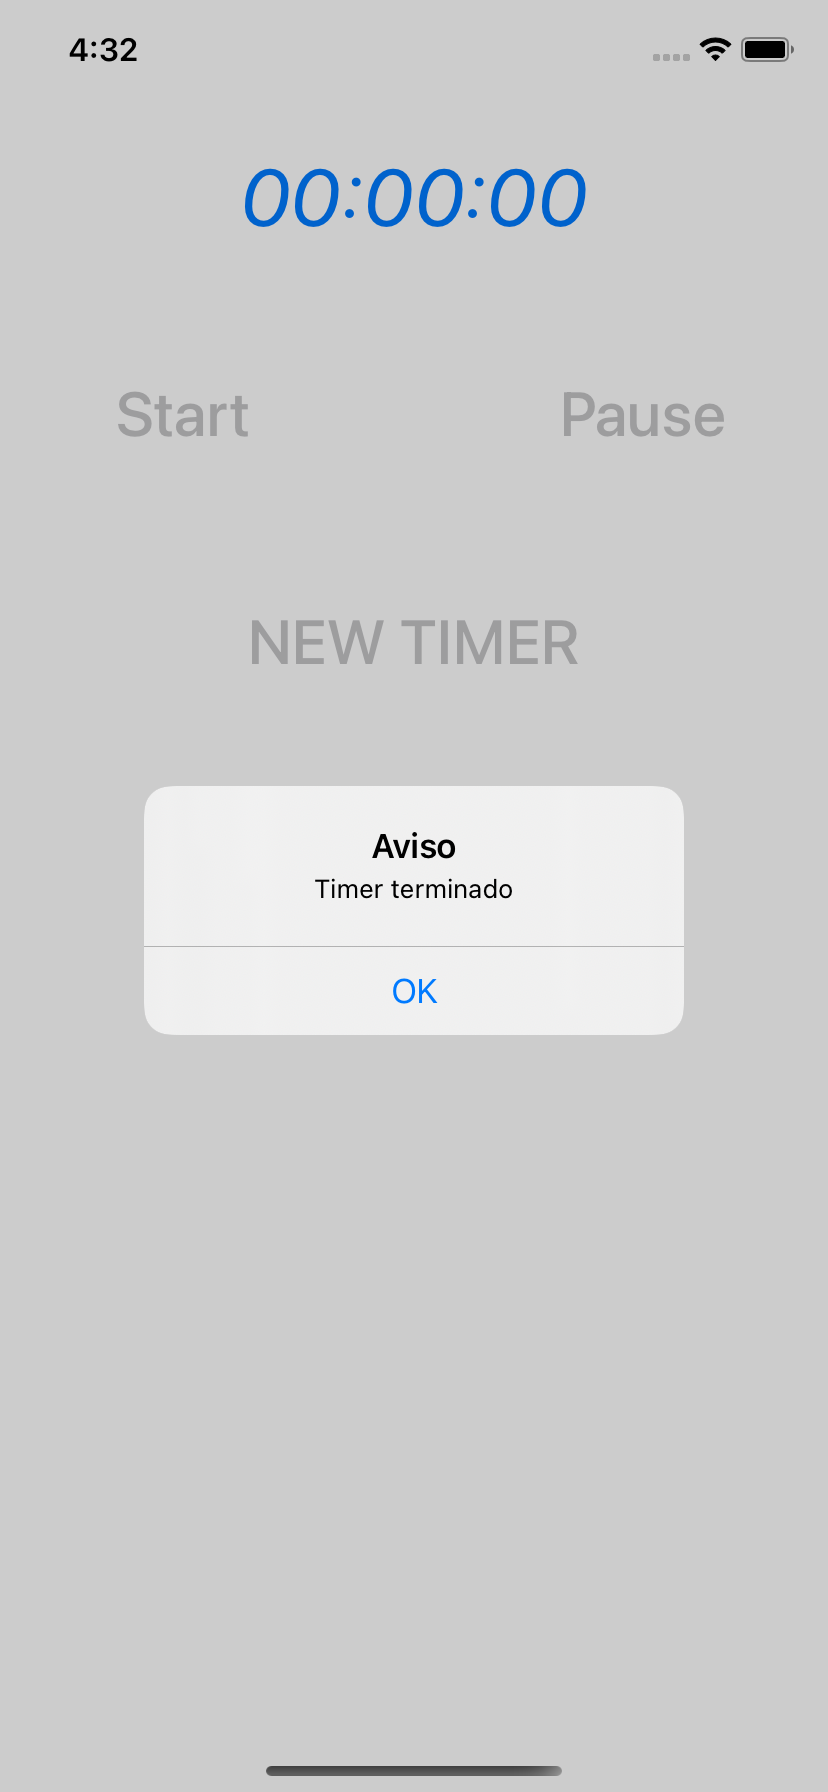 4:32
00:00:00
Start Pause
NEW TIMER
Aviso
Timer terminado
OK